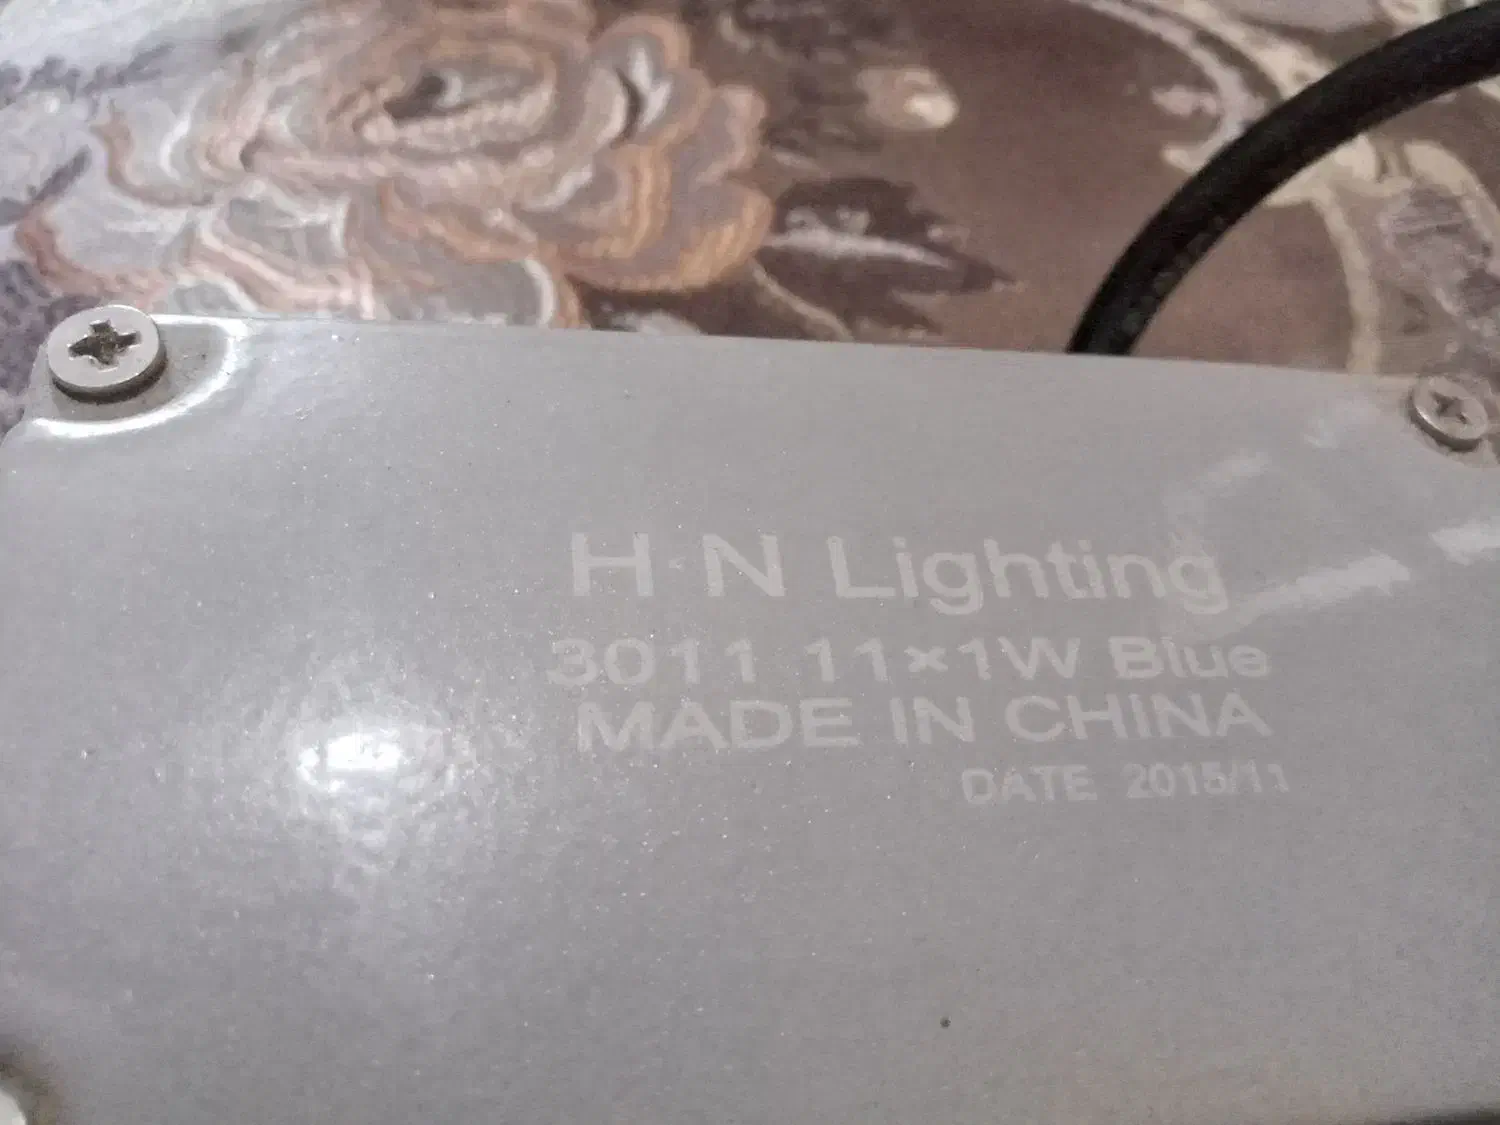 H·N Lighting
3011 11×1W Blue
MADE IN CHINA
DATE 2015/11